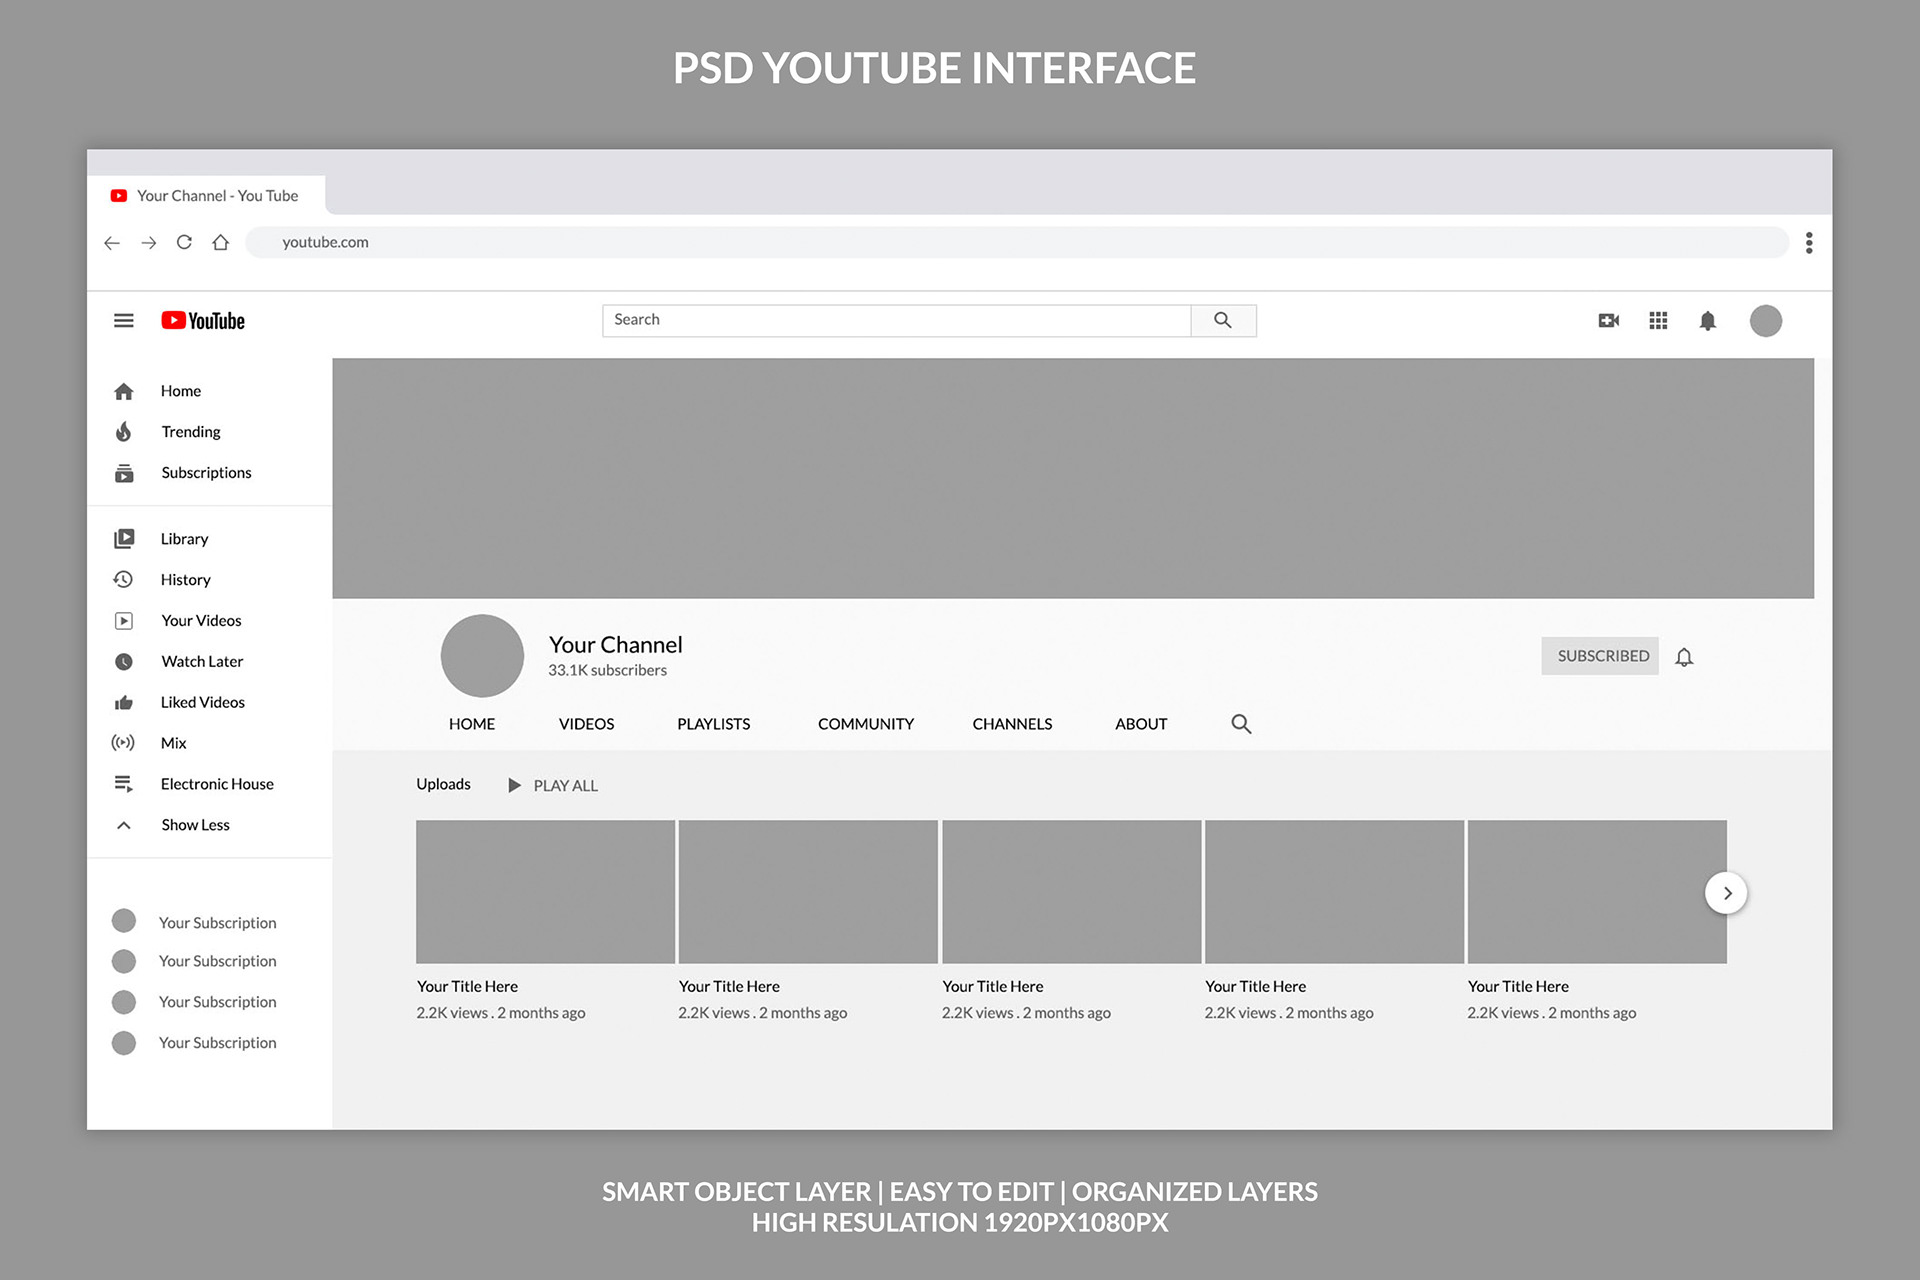 PSD YOUTUBE INTERFACE
Your Channel - You Tube
youtube.com
YouTube
Search
Home
Trending
Subscriptions
Library
History
Your Videos
Watch Later
Liked Videos
Mix
Electronic House
Show Less
Your Subscription
Your Subscription
Your Subscription
Your Subscription
Your Channel
33.1K subscribers
SUBSCRIBED
HOME VIDEOS PLAYLISTS COMMUNITY CHANNELS ABOUT
Uploads PLAY ALL
Your Title Here Your Title Here Your Title Here Your Title Here Your Title Here
2.2K views . 2 months ago 2.2K views . 2 months ago 2.2K views . 2 months ago 2.2K views . 2 months ago 2.2K views . 2 months ago
SMART OBJECT LAYER | EASY TO EDIT | ORGANIZED LAYERS
HIGH RESULATION 1920PX1080PX